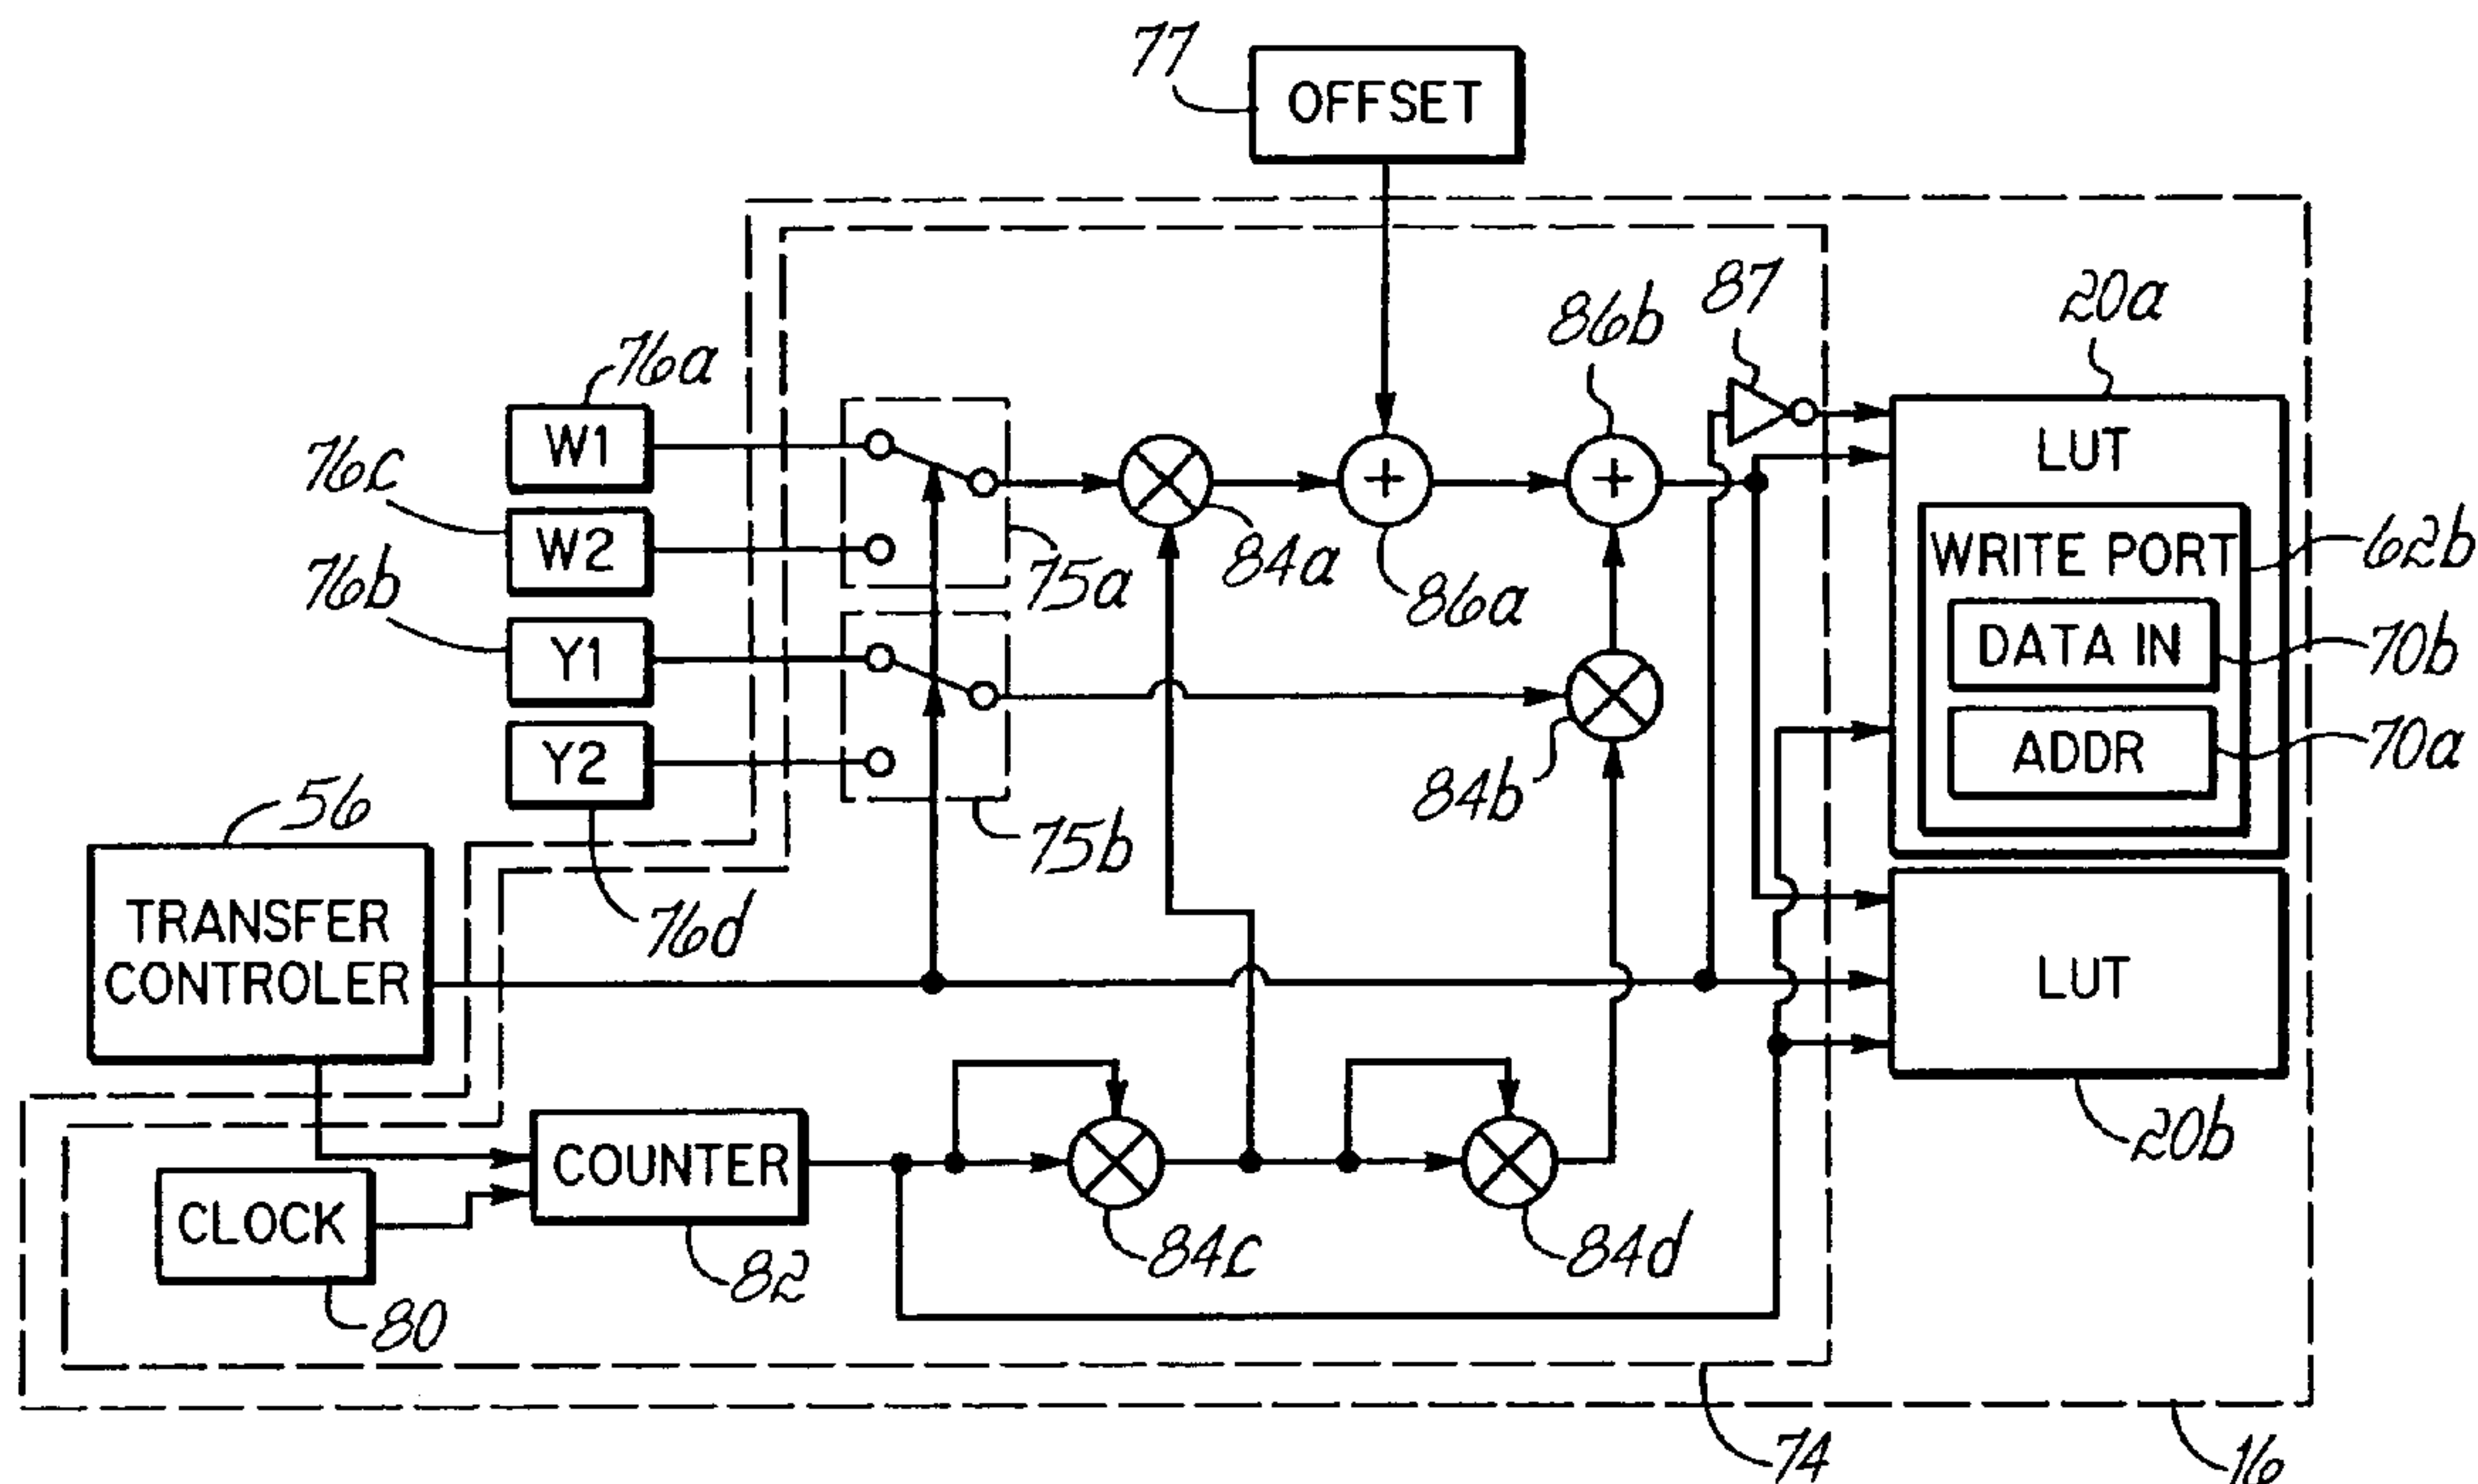 77
OFFSET
87
20a
86b
76a
W1
LUT
76c
W2
WRITE PORT
62b
76b
75a
84a
86a
Y1
DATA IN
70b
Y2
ADDR
70a
84b
56
75b
TRANSFER
CONTROLER
76d
LUT
COUNTER
20b
CLOCK
84c
84d
82
80
74
16
+
+